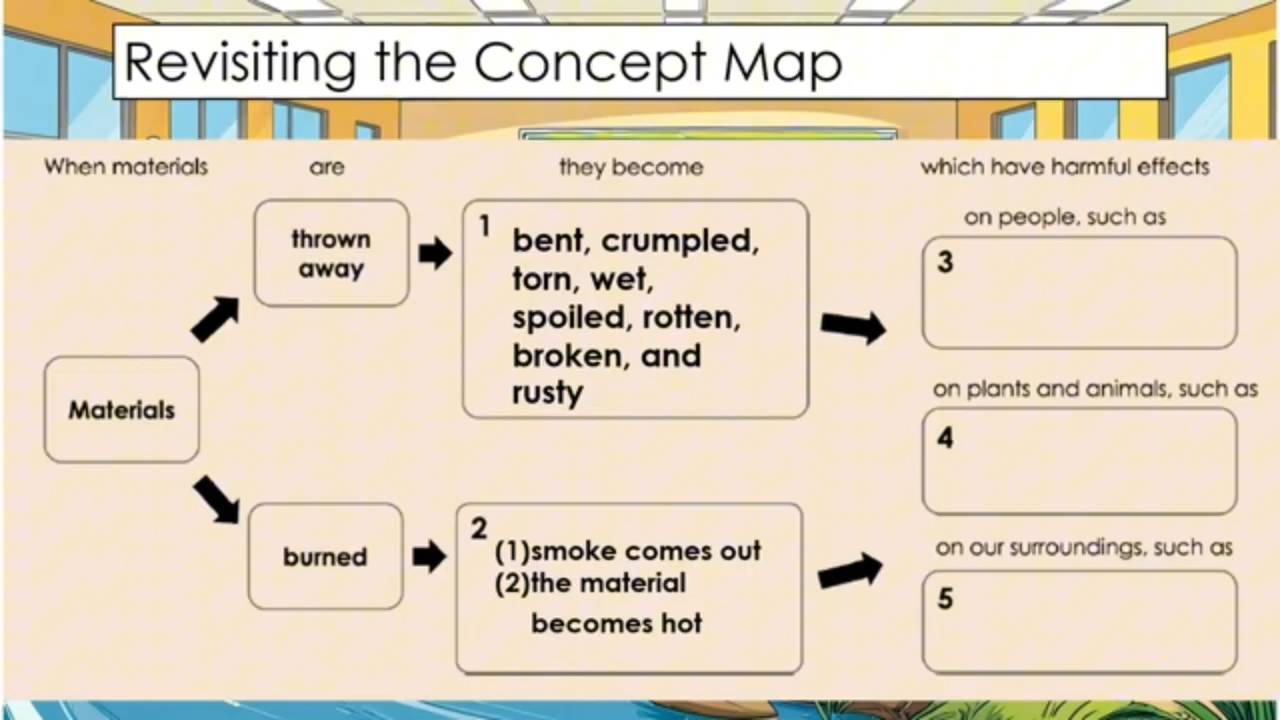 Revisiting the Concept Map
When materials are they become which have harmful effects
on people, such as
thrown
away
1
bent, crumpled,
torn, wet,
spoiled, rotten,
broken, and
rusty
3
Materials
on plants and animals, such as
4
burned
2
(1)smoke comes out
(2)the material
becomes hot
on our surroundings, such as
5